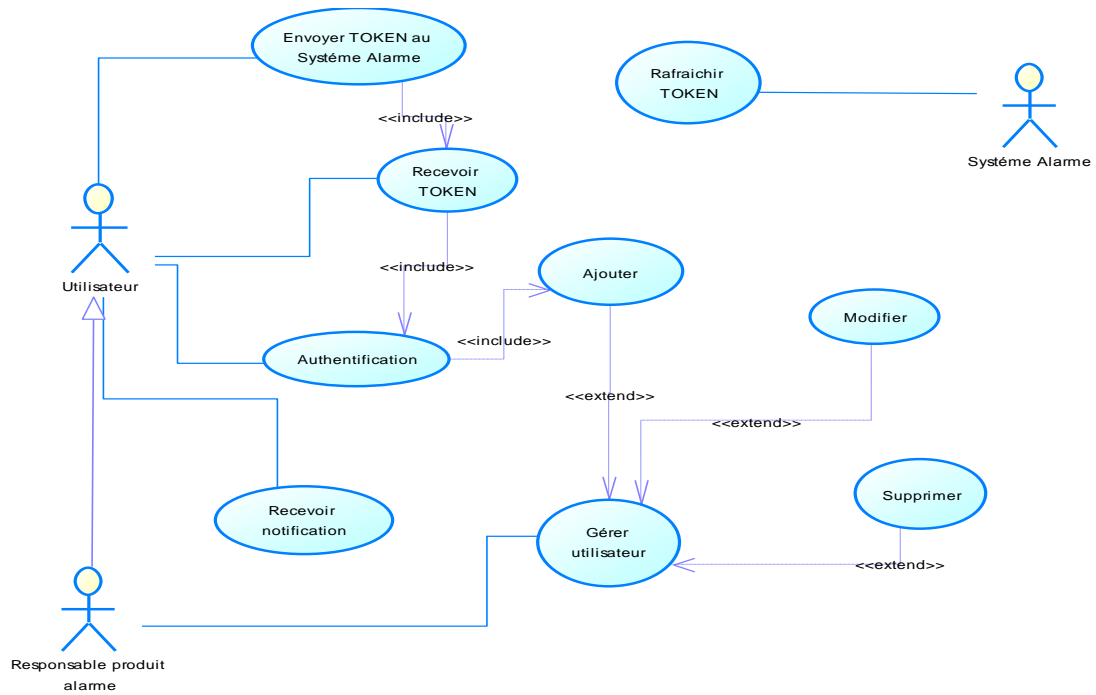 Envoyer TOKEN au
Systéme Alarme
Rafraichir
TOKEN
<<include>>
Systéme Alarme
Recevoir
TOKEN
Utilisateur
<<include>>
Ajouter
Modifier
<<include>>
Authentification
<<extend>>
<<extend>>
Recevoir
notification
Supprimer
Gérer
utilisateur
<<extend>>
Responsable produit
alarme